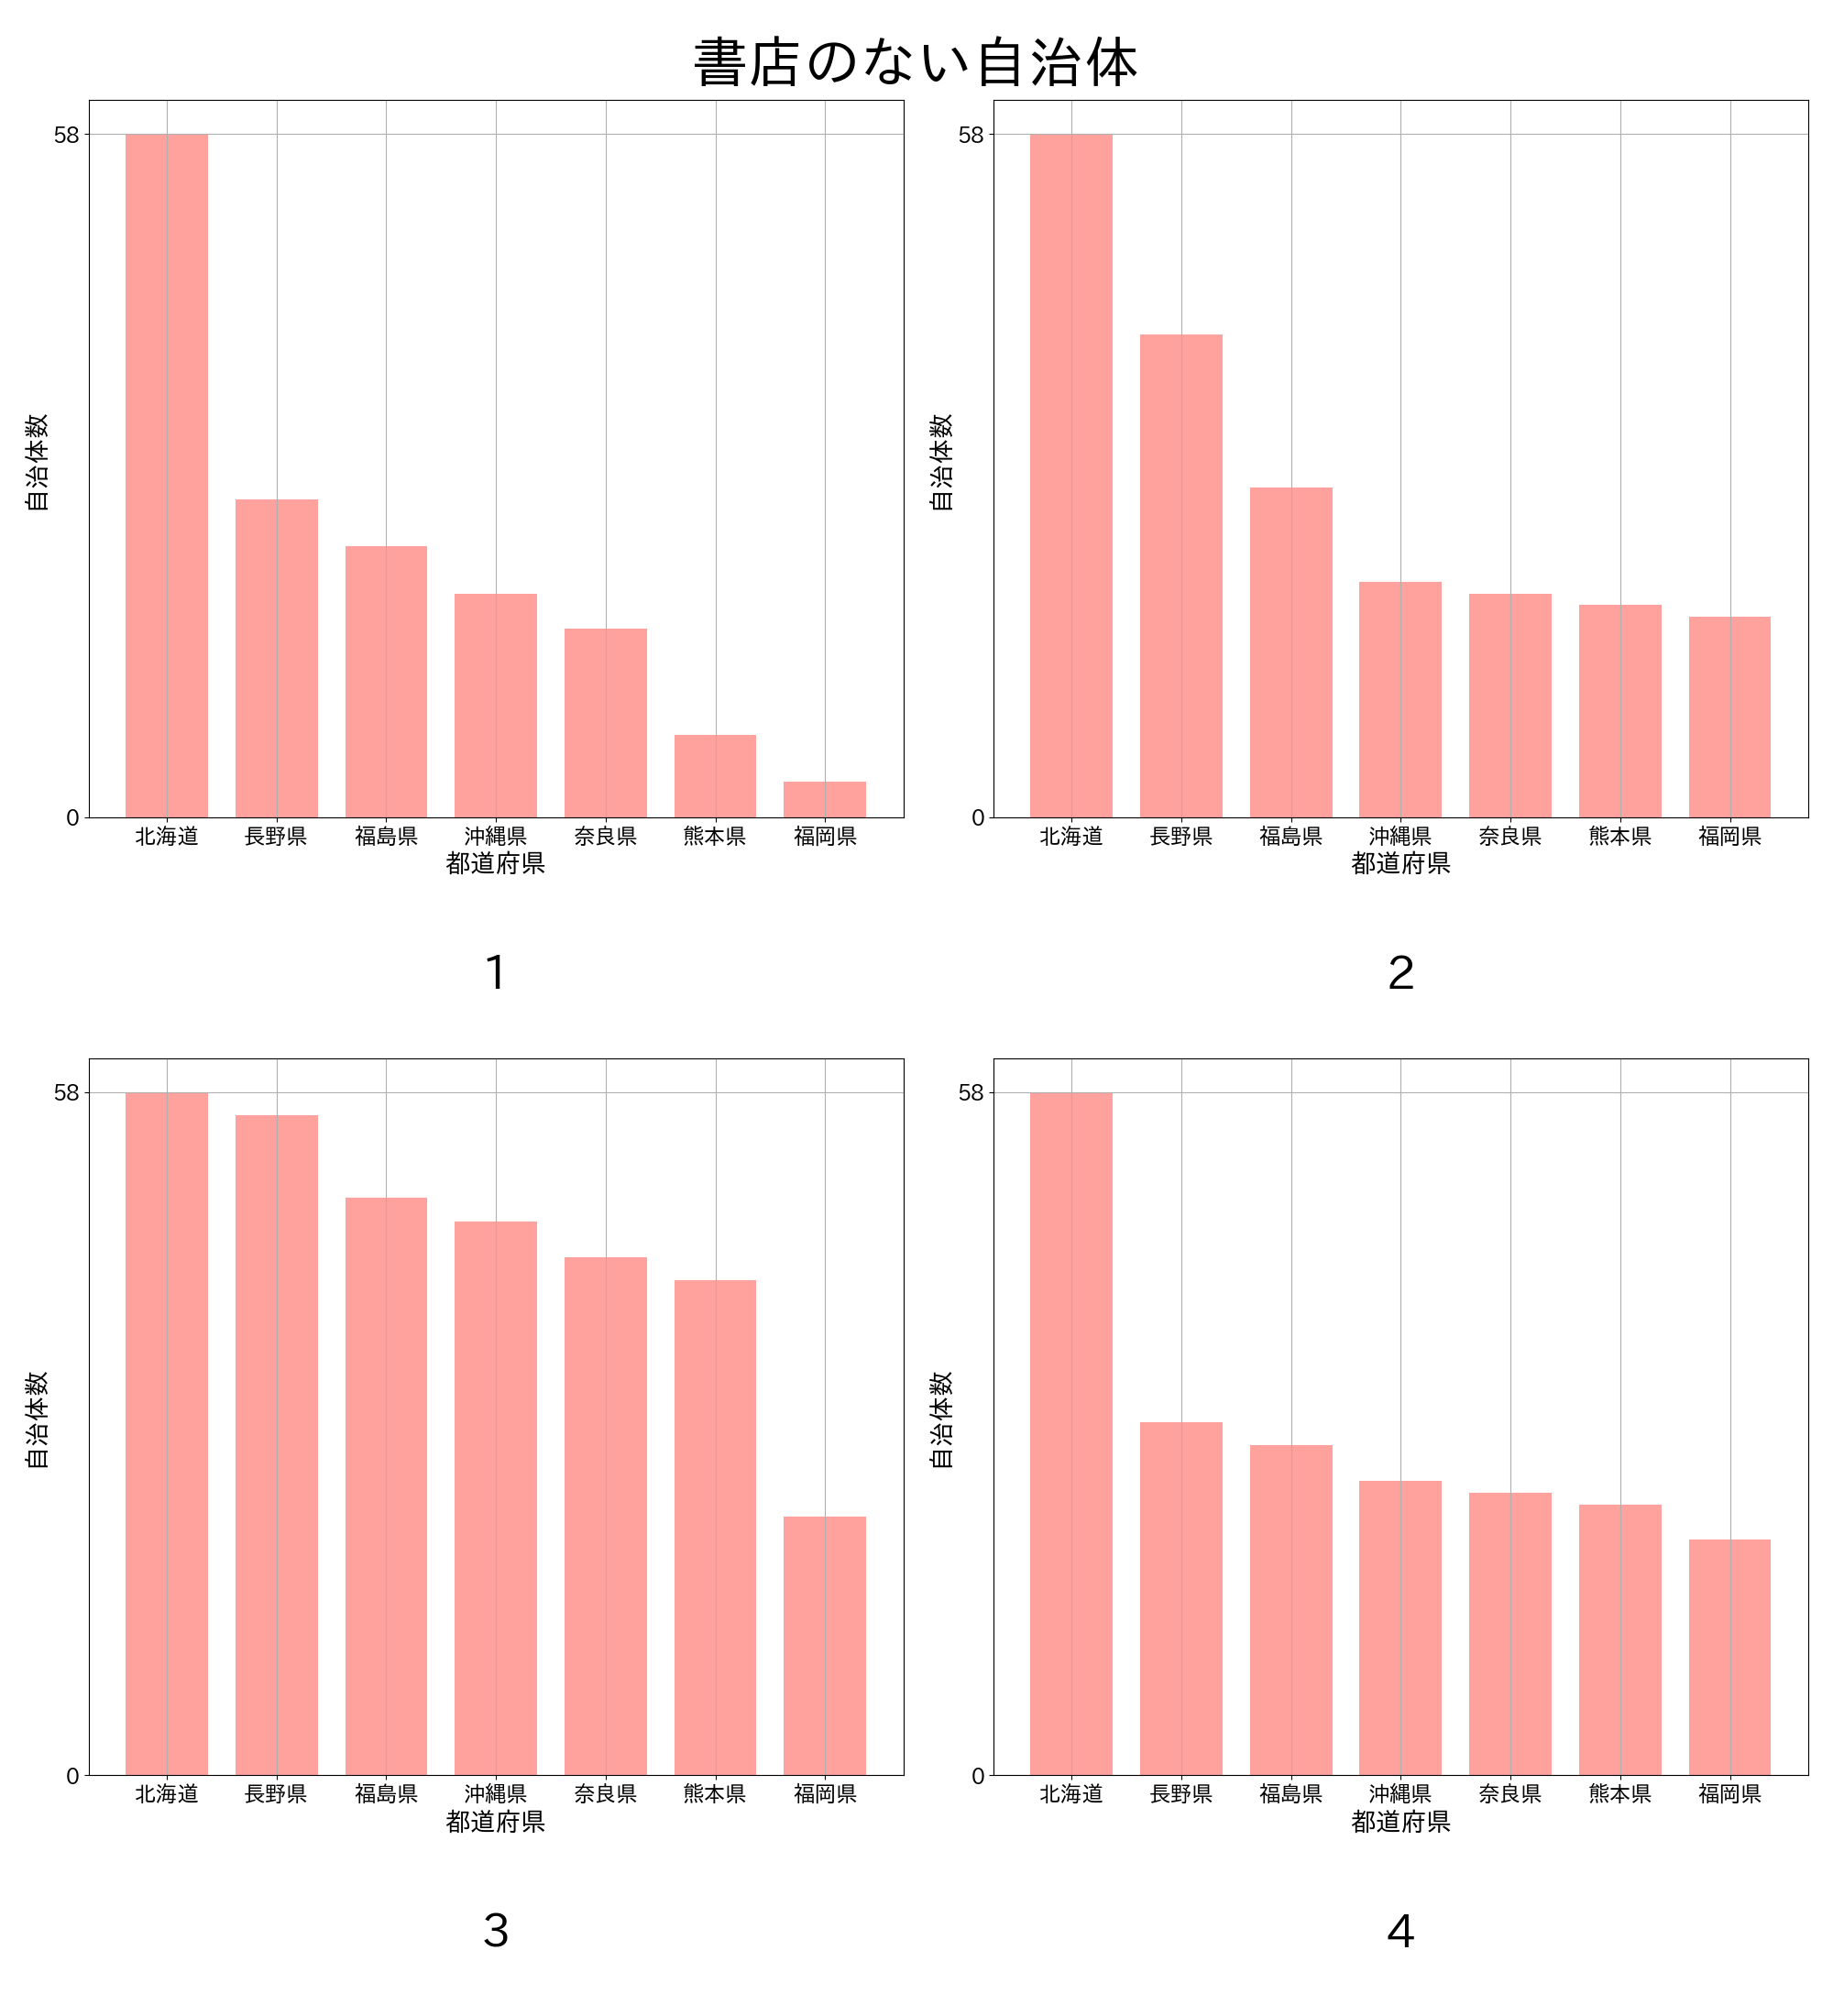 書店のない自治体
58
0
自治体数
北海道 長野県 福島県 沖縄県 奈良県 熊本県 福岡県
都道府県
1
58
0
自治体数
北海道 長野県 福島県 沖縄県 奈良県 熊本県 福岡県
都道府県
2
58
0
自治体数
北海道 長野県 福島県 沖縄県 奈良県 熊本県 福岡県
都道府県
3
58
0
自治体数
北海道 長野県 福島県 沖縄県 奈良県 熊本県 福岡県
都道府県
4